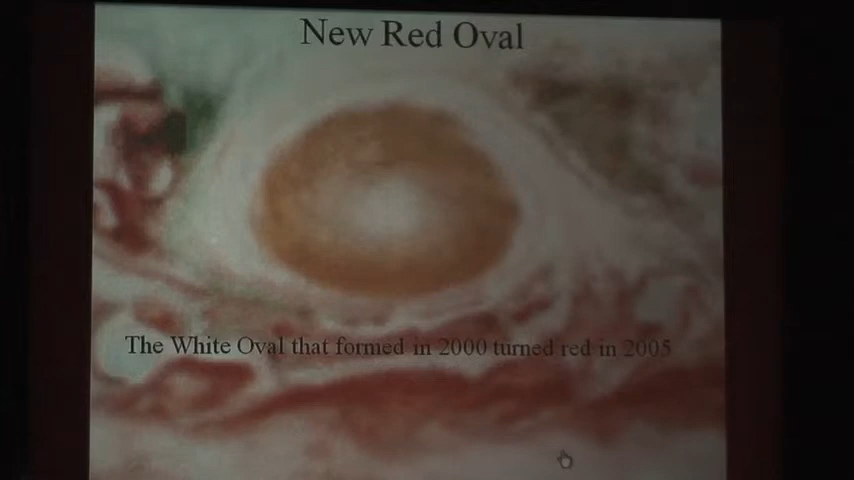 New Red Oval
The White Oval that formed in 2000 turned red in 2005